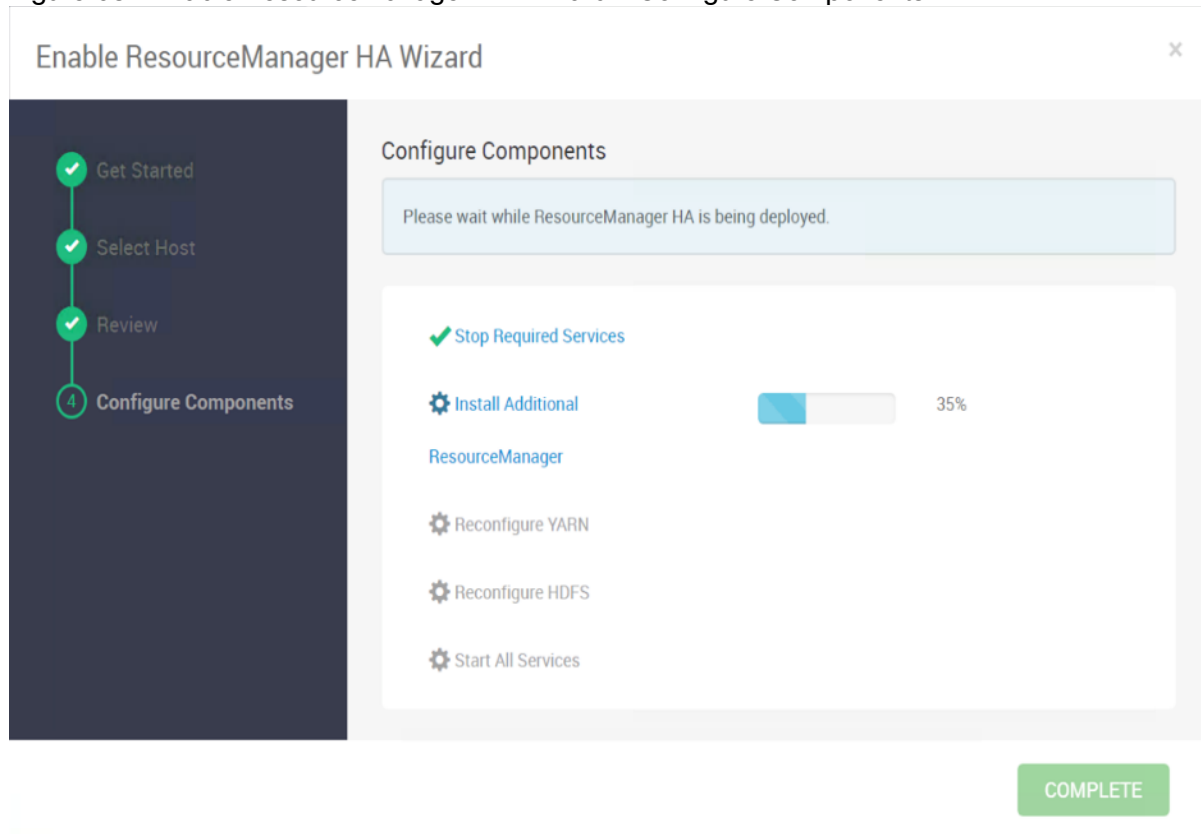 Enable ResourceManager HA Wizard
×
Get Started
Select Host
Review
4 Configure Components
Configure Components
Please wait while ResourceManager HA is being deployed.
Stop Required Services
Install Additional 35%
ResourceManager
Reconfigure YARN
Reconfigure HDFS
Start All Services
COMPLETE